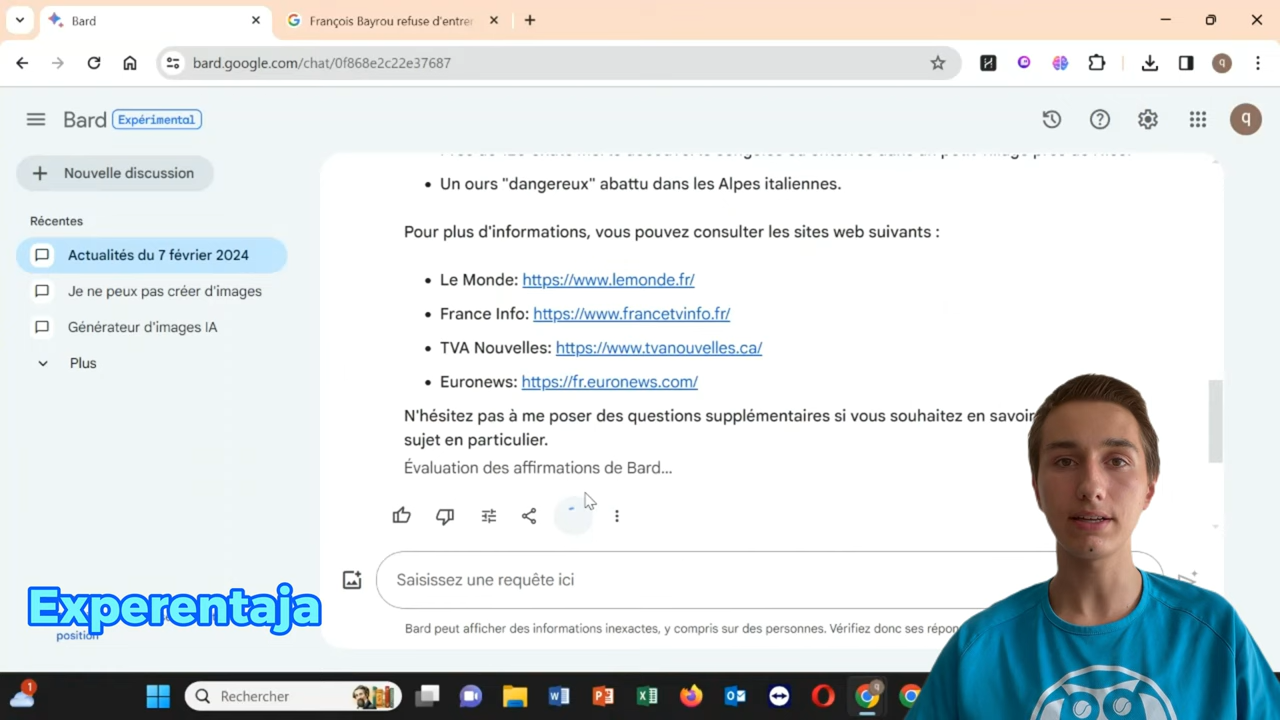 Bard
François Bayrou refuse d'entrer
bard.google.com/chat/0f868e2c22e37687
q
Bard Expérimental
q
Nouvelle discussion
Récentes
Actualités du 7 février 2024
Je ne peux pas créer d'images
Générateur d'images IA
Plus
• Un ours "dangereux" abattu dans les Alpes italiennes.
Pour plus d'informations, vous pouvez consulter les sites web suivants :
• Le Monde: https://www.lemonde.fr/
• France Info: https://www.francetvinfo.fr/
• TVA Nouvelles: https://www.tvanouvelles.ca/
• Euronews: https://fr.euronews.com/
N'hésitez pas à me poser des questions supplémentaires si vous souhaitez en savoir
sujet en particulier.
Évaluation des affirmations de Bard...
Saisissez une requête ici
Bard peut afficher des informations inexactes, y compris sur des personnes. Vérifiez donc ses
Experentaja
position
1
Rechercher